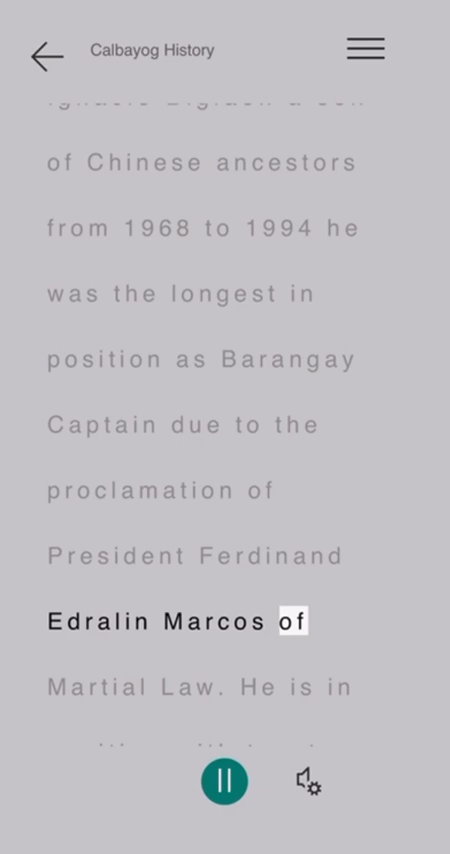 Calbayog History
of Chinese ancestors
from 1968 to 1994 he
was the longest in
position as Barangay
Captain due to the
proclamation of
President Ferdinand
Edralin Marcos of
Martial Law. He is in